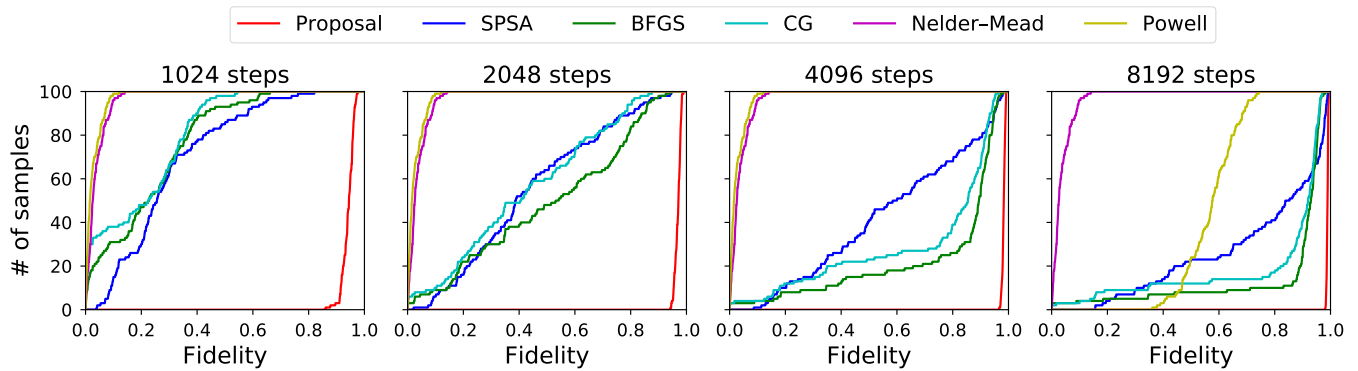 Proposal SPSA BFGS CG Nelder–Mead Powell
1024 steps 2048 steps 4096 steps 8192 steps
# of samples
100
80
60
40
20
0
0.0 0.2 0.4 0.6 0.8 1.0 0.0 0.2 0.4 0.6 0.8 1.0 0.0 0.2 0.4 0.6 0.8 1.0 0.0 0.2 0.4 0.6 0.8 1.0
Fidelity Fidelity Fidelity Fidelity